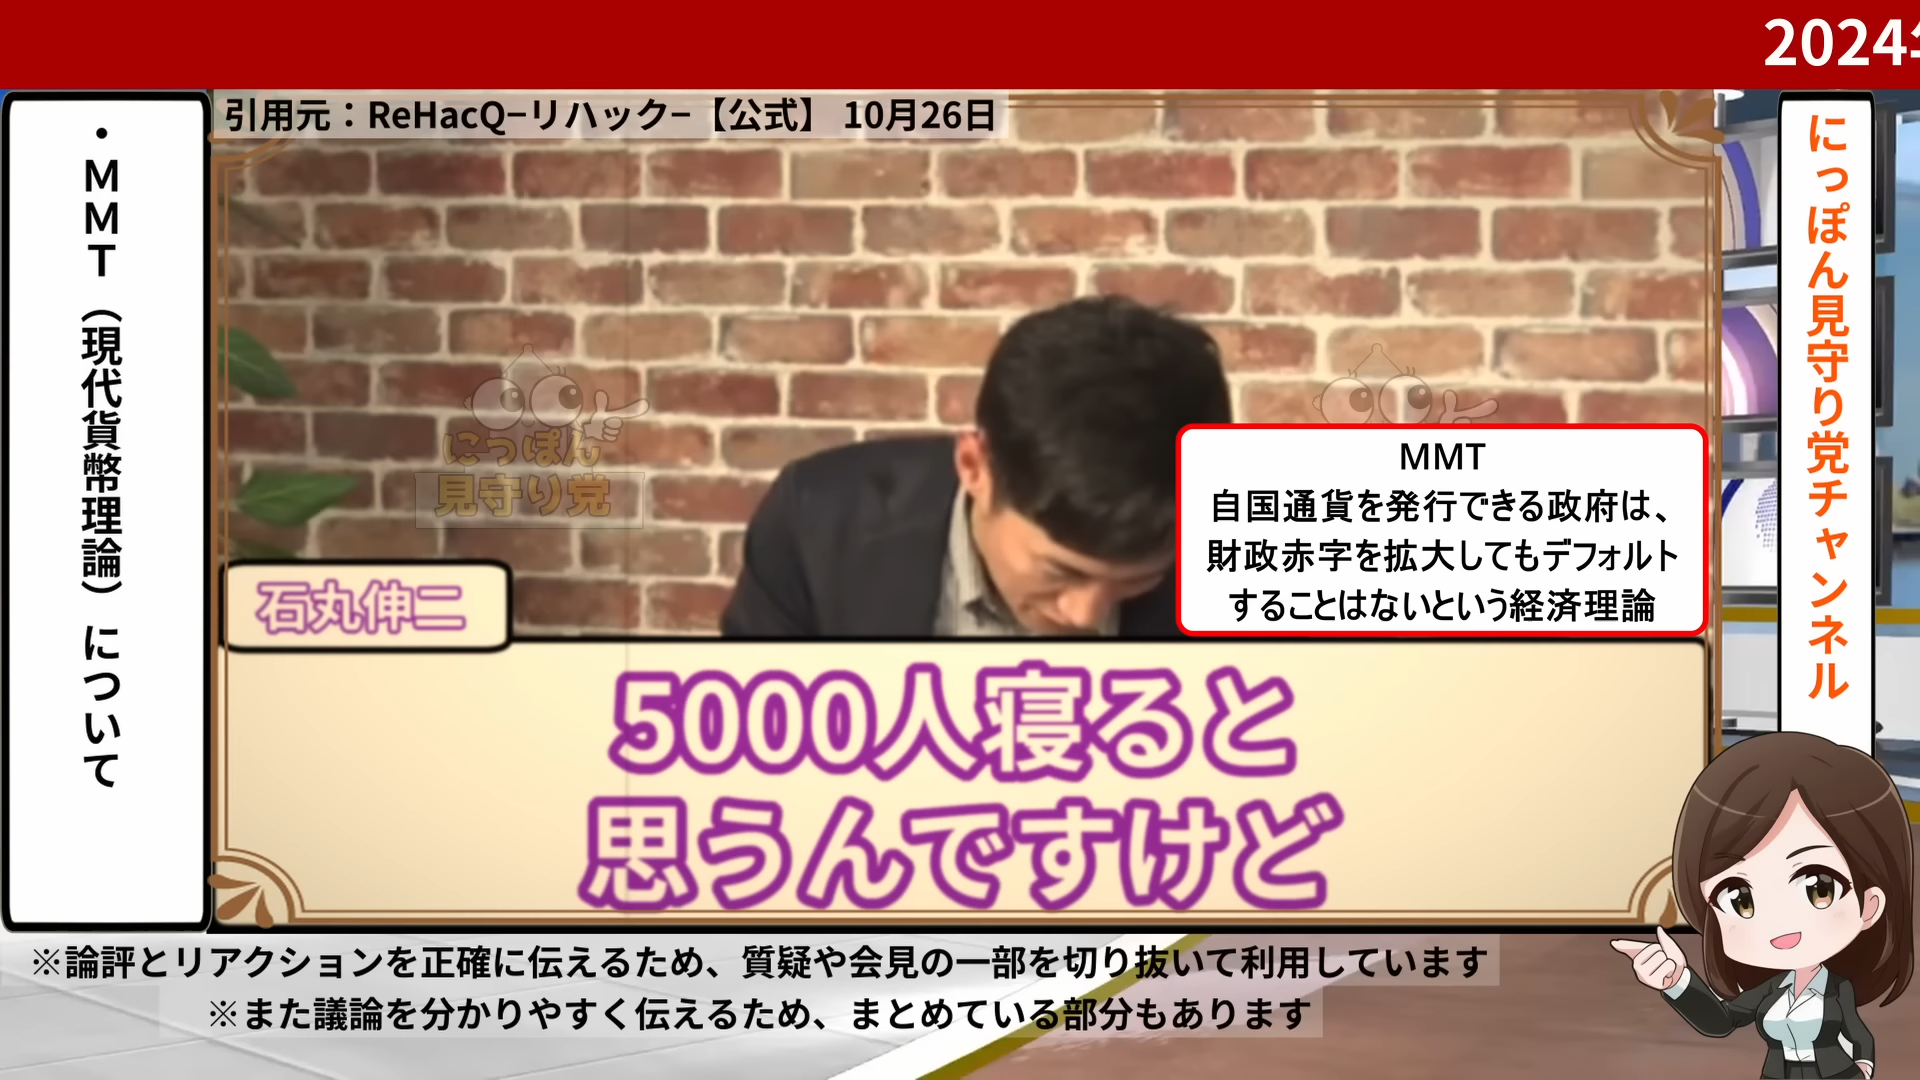 2024
引用元：ReHacQ−リハック−【公式】 10月26日
・ＭＭＴ（現代貨幣理論）について
にっぽん見守り党チャンネル
にっぽん
見守り党
MMT
自国通貨を発行できる政府は、
財政赤字を拡大してもデフォルト
することはないという経済理論
石丸伸二
5000人寝ると
思うんですけど
※論評とリアクションを正確に伝えるため、質疑や会見の一部を切り抜いて利用しています
※また議論を分かりやすく伝えるため、まとめている部分もあります